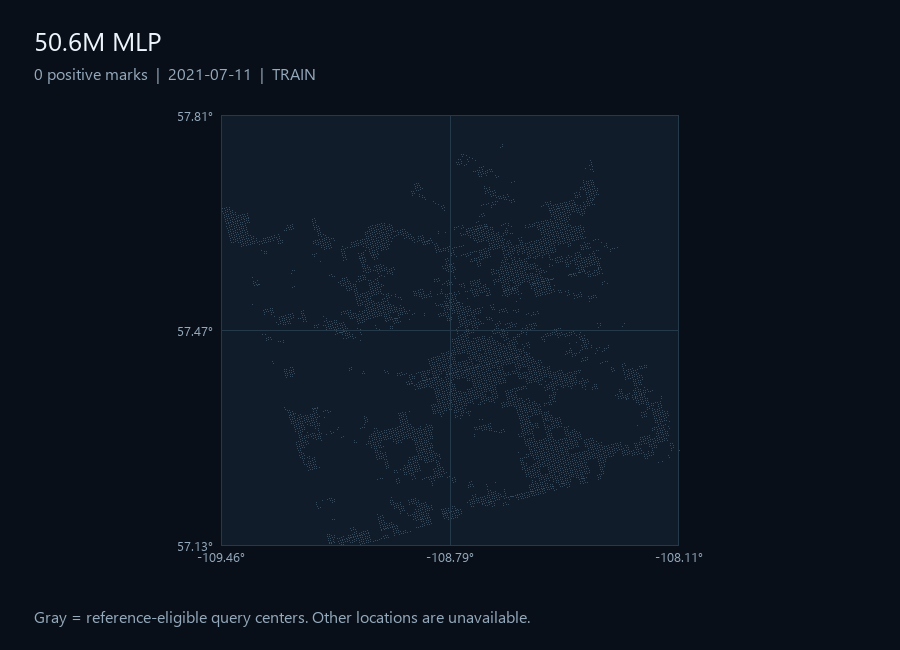 50.6M MLP
0 positive marks | 2021-07-11 | TRAIN
57.81°
57.47°
57.13°
-109.46° -108.79° -108.11°
Gray = reference-eligible query centers. Other locations are unavailable.